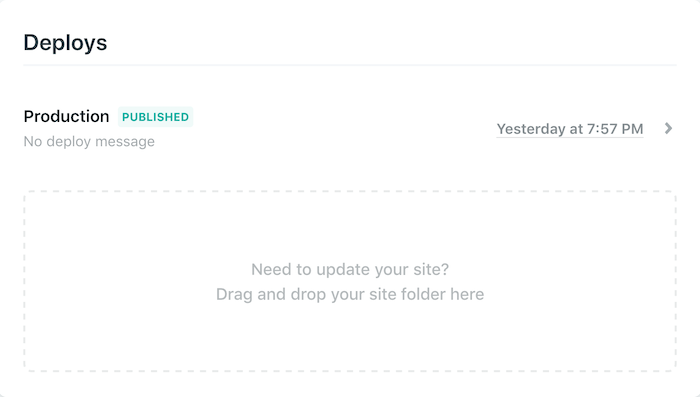 Deploys
Production PUBLISHED
No deploy message
Yesterday at 7:57 PM
Need to update your site?
Drag and drop your site folder here